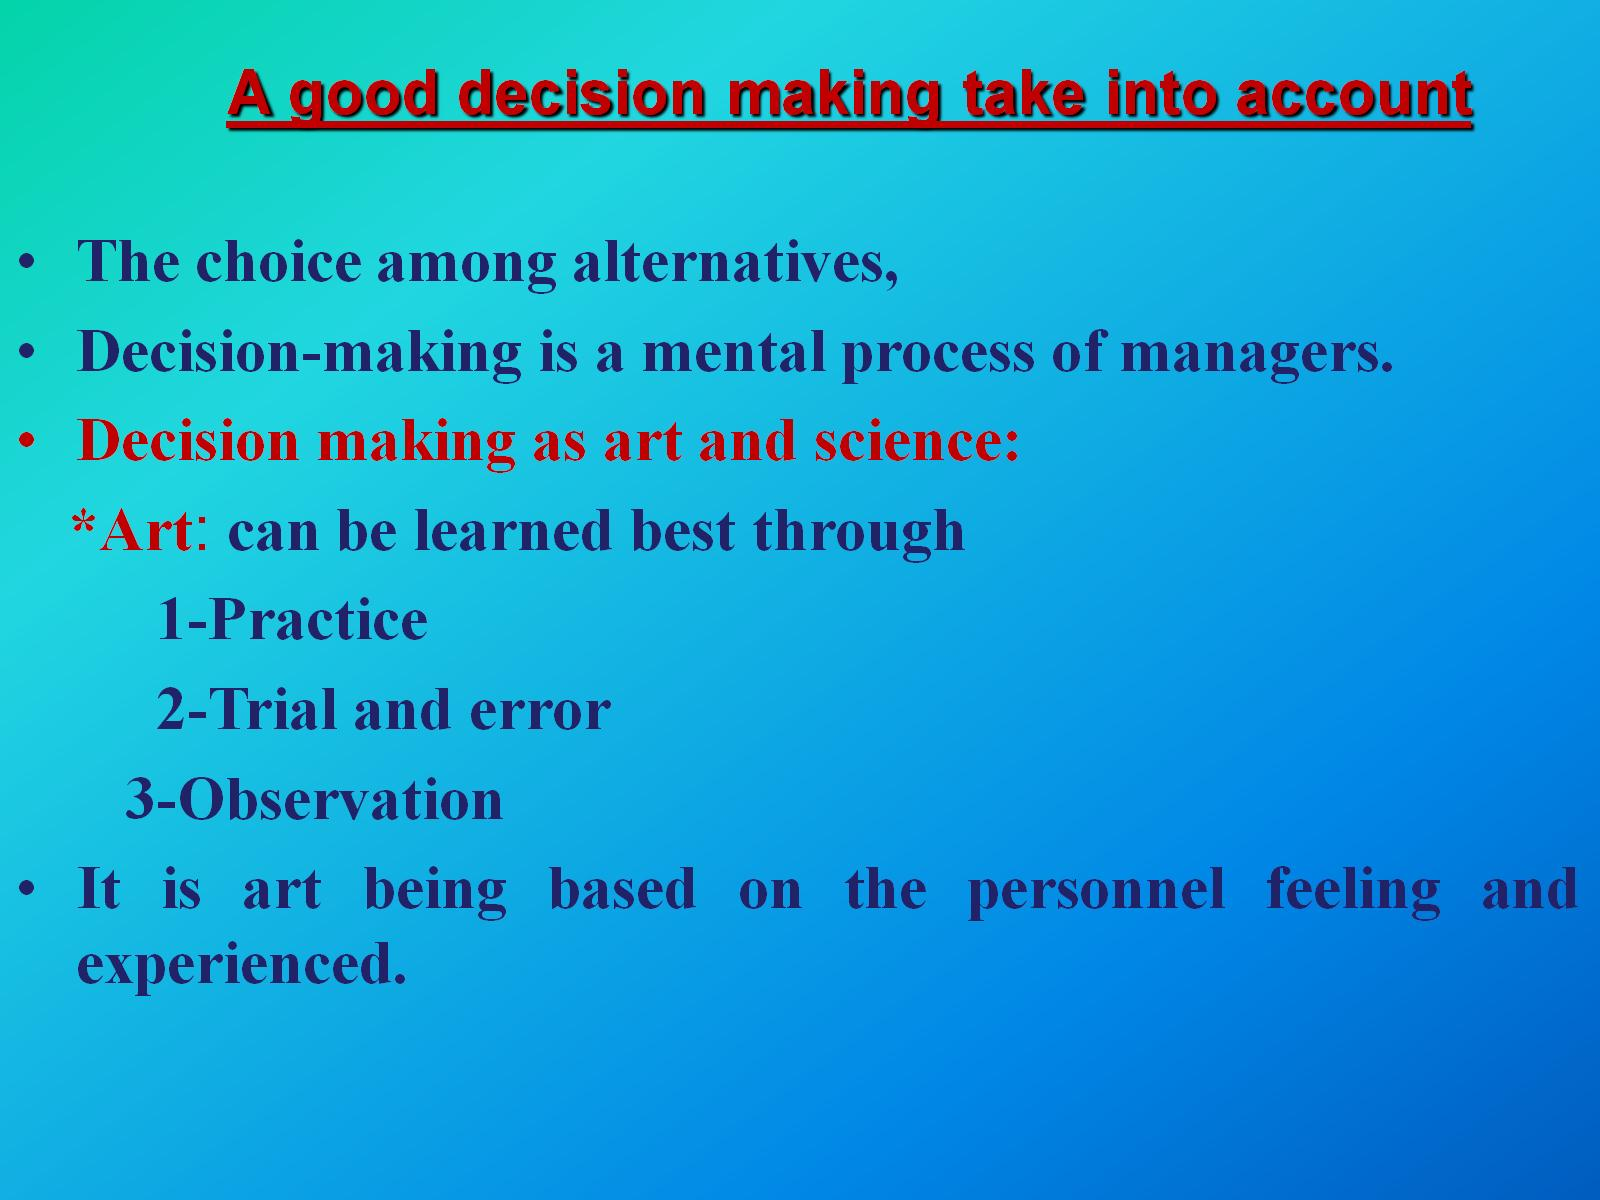 A good decision making take into account
• The choice among alternatives,
• Decision-making is a mental process of managers.
• Decision making as art and science:
*Art: can be learned best through
1-Practice
2-Trial and error
3-Observation
• It is art being based on the personnel feeling and
experienced.